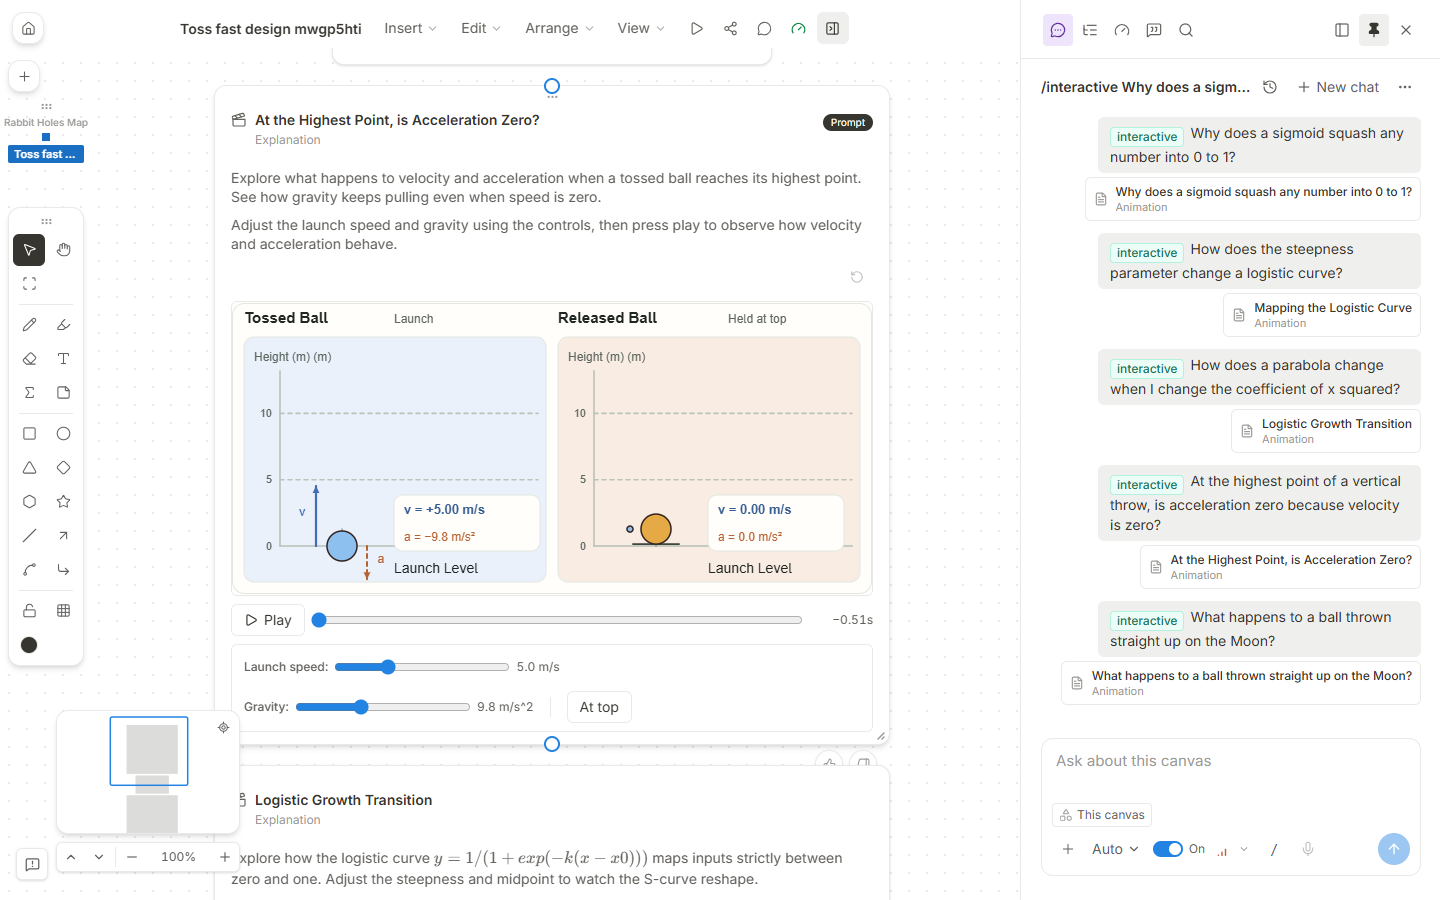 Toss fast design mwgp5hti
Insert
Edit
Arrange
View
Rabbit Holes Map
Toss fast ...
At the Highest Point, is Acceleration Zero?
Explanation
Prompt
Explore what happens to velocity and acceleration when a tossed ball reaches its highest point.
See how gravity keeps pulling even when speed is zero.
Adjust the launch speed and gravity using the controls, then press play to observe how velocity
and acceleration behave.
Tossed Ball
Launch
Height (m) (m)
10
5
0
v
a
v = +5.00 m/s
a = −9.8 m/s²
Launch Level
Released Ball
Held at top
Height (m) (m)
10
5
0
v = 0.00 m/s
a = 0.0 m/s²
Launch Level
Play
−0.51s
Launch speed:
5.0 m/s
Gravity:
9.8 m/s^2
At top
Logistic Growth Transition
Explanation
xplore how the logistic curve y = 1/(1 + exp(−k(x − x0))) maps inputs strictly between
zero and one. Adjust the steepness and midpoint to watch the S-curve reshape.
100%
/interactive Why does a sigm...
New chat
interactive Why does a sigmoid squash any
number into 0 to 1?
Why does a sigmoid squash any number into 0 to 1?
Animation
interactive How does the steepness
parameter change a logistic curve?
Mapping the Logistic Curve
Animation
interactive How does a parabola change
when I change the coefficient of x squared?
Logistic Growth Transition
Animation
interactive At the highest point of a vertical
throw, is acceleration zero because velocity
is zero?
At the Highest Point, is Acceleration Zero?
Animation
interactive What happens to a ball thrown
straight up on the Moon?
What happens to a ball thrown straight up on the Moon?
Animation
Ask about this canvas
This canvas
Auto
On
/